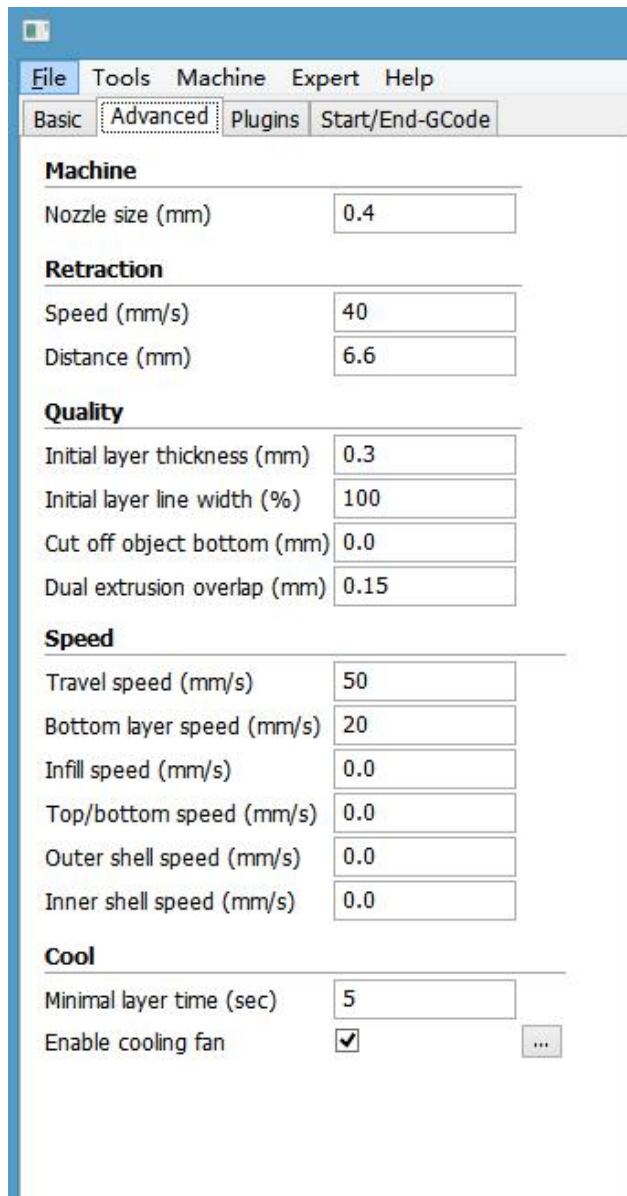 File Tools Machine Expert Help
Basic Advanced Plugins Start/End-GCode
Machine
Nozzle size (mm) 0.4
Retraction
Speed (mm/s) 40
Distance (mm) 6.6
Quality
Initial layer thickness (mm) 0.3
Initial layer line width (%) 100
Cut off object bottom (mm) 0.0
Dual extrusion overlap (mm) 0.15
Speed
Travel speed (mm/s) 50
Bottom layer speed (mm/s) 20
Infill speed (mm/s) 0.0
Top/bottom speed (mm/s) 0.0
Outer shell speed (mm/s) 0.0
Inner shell speed (mm/s) 0.0
Cool
Minimal layer time (sec) 5
Enable cooling fan ...